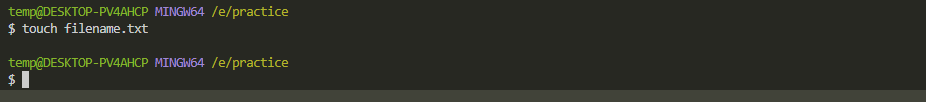 temp@DESKTOP-PV4AHCP MINGW64 /e/practice
$ touch filename.txt
temp@DESKTOP-PV4AHCP MINGW64 /e/practice
$